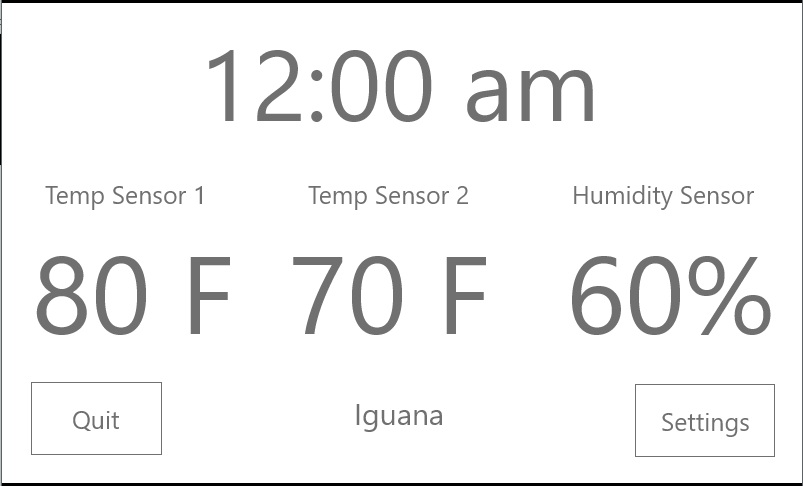 12:00 am
Temp Sensor 1 Temp Sensor 2 Humidity Sensor
80 F 70 F 60%
Quit Iguana Settings